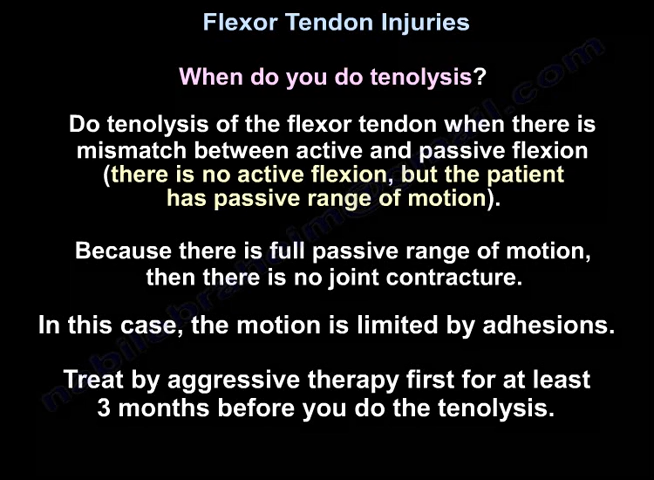 Flexor Tendon Injuries
When do you do tenolysis?
Do tenolysis of the flexor tendon when there is
mismatch between active and passive flexion
(there is no active flexion, but the patient
has passive range of motion).
Because there is full passive range of motion,
then there is no joint contracture.
In this case, the motion is limited by adhesions.
Treat by aggressive therapy first for at least
3 months before you do the tenolysis.